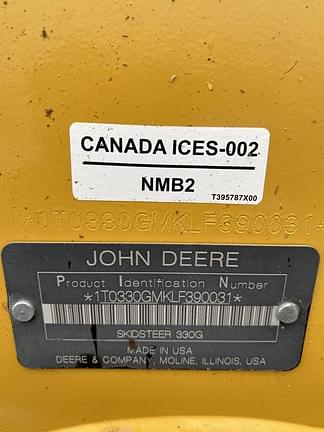 CANADA ICES-002
NMB2
T395787X00
*1T0330GMKLF390031*
JOHN DEERE
Product Identification Number
*1T0330GMKLF390031*
SKIDSTEER 330G
MADE IN USA
DEERE & COMPANY, MOLINE, ILLINOIS, USA